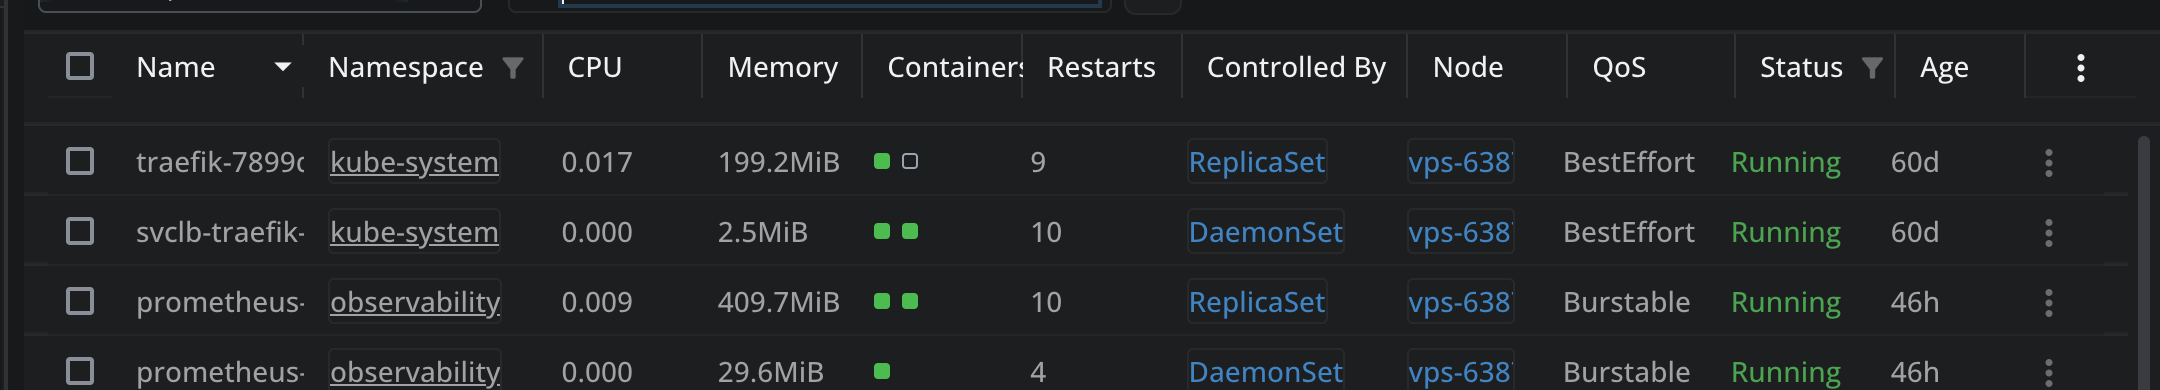 Name Namespace CPU Memory Containers Restarts Controlled By Node QoS Status Age
traefik-7899c kube-system 0.017 199.2MiB 9 ReplicaSet vps-638 BestEffort Running 60d
svclb-traefik- kube-system 0.000 2.5MiB 10 DaemonSet vps-638 BestEffort Running 60d
prometheus- observability 0.009 409.7MiB 10 ReplicaSet vps-638 Burstable Running 46h
prometheus- observability 0.000 29.6MiB 4 DaemonSet vps-638 Burstable Running 46h